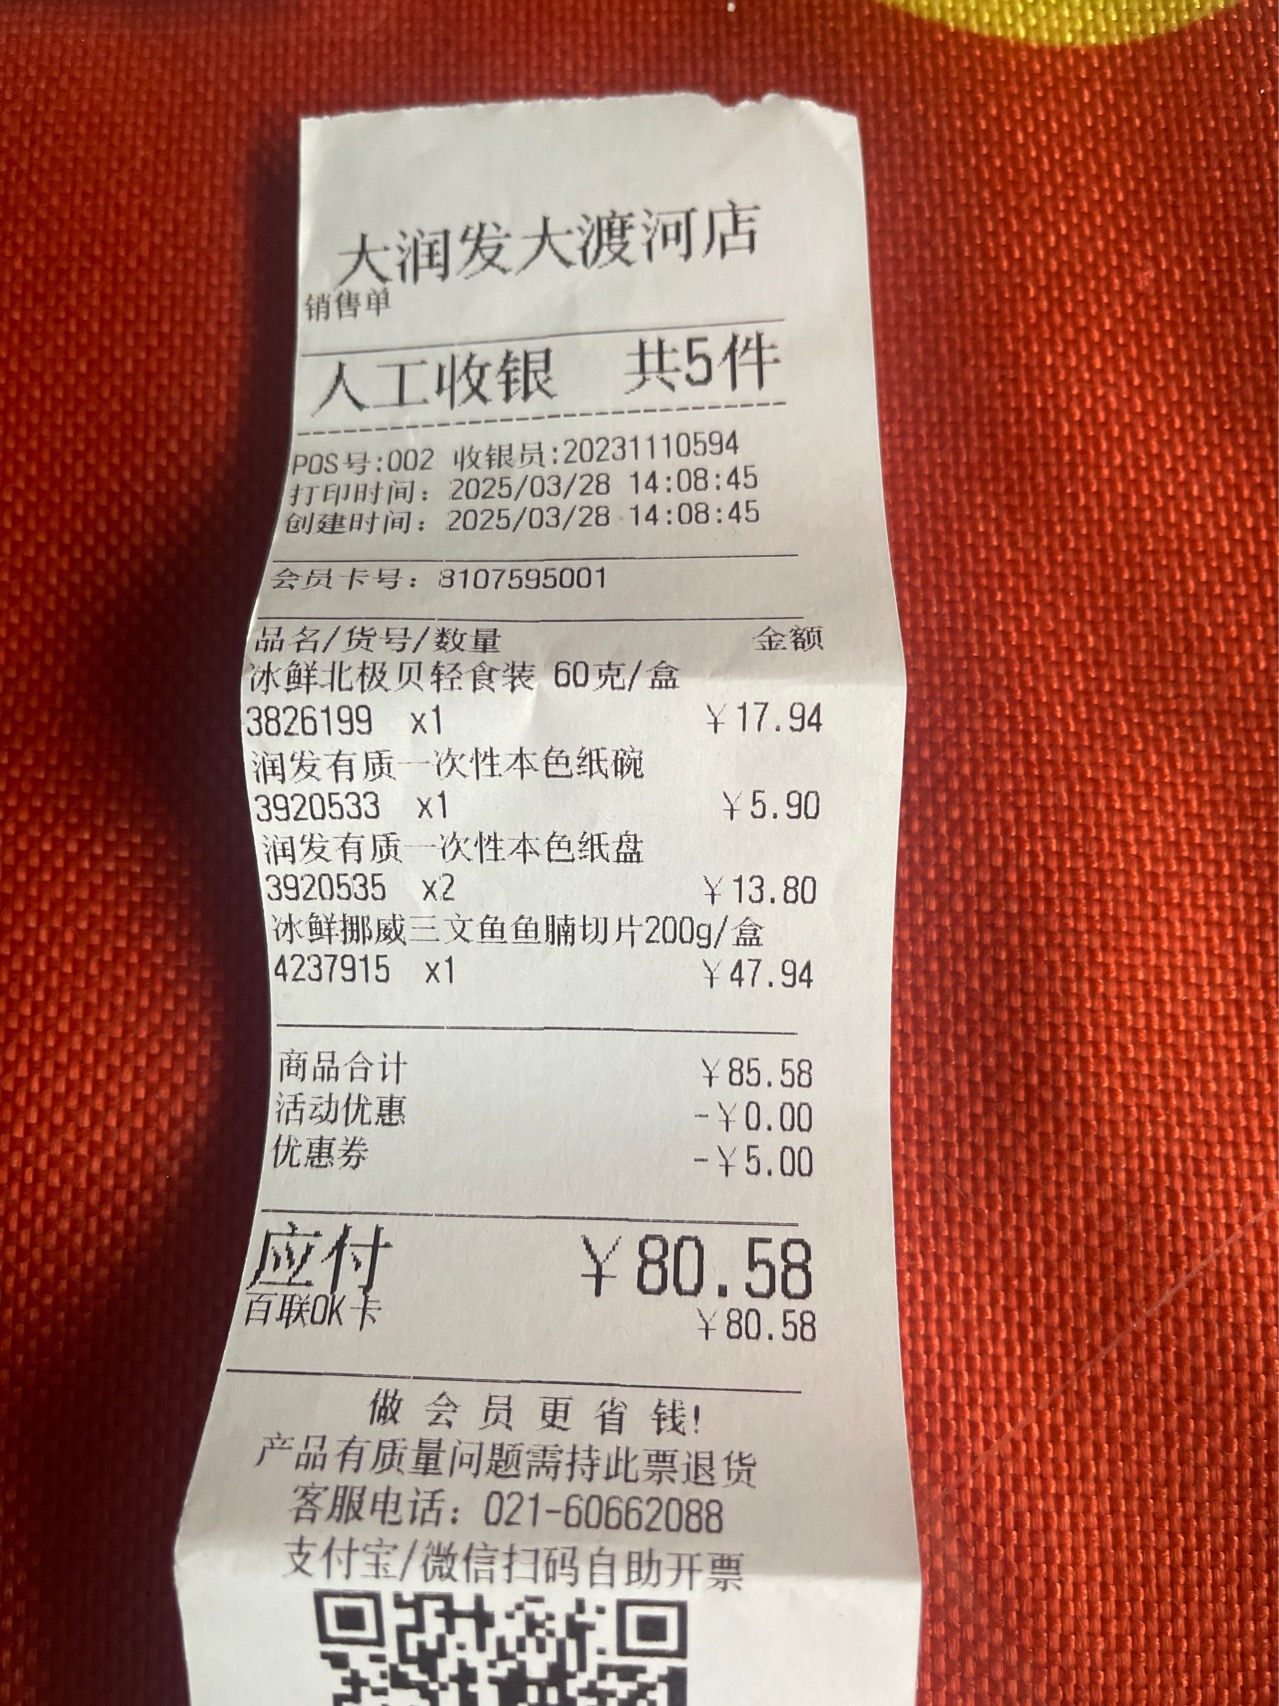 大润发大渡河店
销售单
人工收银 共5件
POS号:002 收银员:20231110594
打印时间: 2025/03/28 14:08:45
创建时间: 2025/03/28 14:08:45
会员卡号: 8107595001
品名/货号/数量 金额
冰鲜北极贝轻食装 60克/盒
3826199 x1 ￥17.94
润发有质一次性本色纸碗
3920533 x1 ￥5.90
润发有质一次性本色纸盘
3920535 x2 ￥13.80
冰鲜挪威三文鱼鱼腩切片200g/盒
4237915 x1 ￥47.94
商品合计 ￥85.58
活动优惠 -￥0.00
优惠券 -￥5.00
应付 ￥80.58
百联OK卡 ￥80.58
做会员更省钱!
产品有质量问题需持此票退货
客服电话: 021-60662088
支付宝/微信扫码自助开票